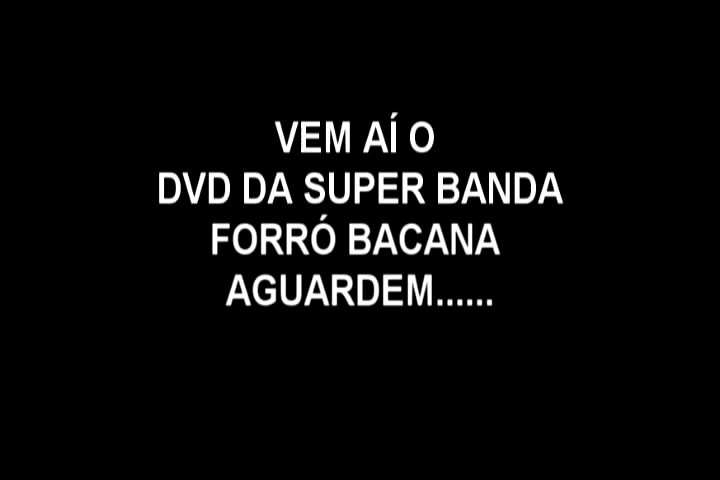 VEM AÍ O
DVD DA SUPER BANDA
FORRÓ BACANA
AGUARDEM......